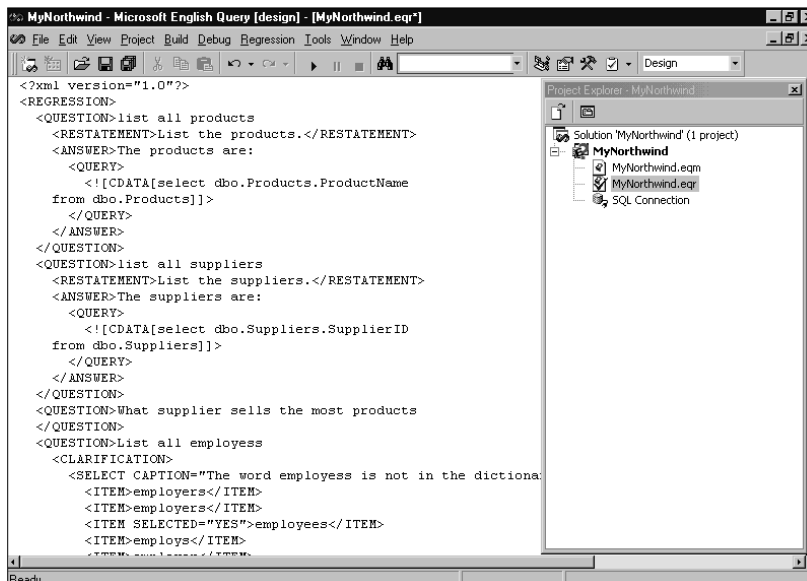 MyNorthwind - Microsoft English Query [design] - [MyNorthwind.eqr*]
File Edit View Project Build Debug Regression Tools Window Help
Design
<?xml version="1.0"?>
<REGRESSION>
<QUESTION>list all products
<RESTATEMENT>List the products.</RESTATEMENT>
<ANSWER>The products are:
<QUERY>
<![CDATA[select dbo.Products.ProductName
from dbo.Products]]>
</QUERY>
</ANSWER>
</QUESTION>
<QUESTION>list all suppliers
<RESTATEMENT>List the suppliers.</RESTATEMENT>
<ANSWER>The suppliers are:
<QUERY>
<![CDATA[select dbo.Suppliers.SupplierID
from dbo.Suppliers]]>
</QUERY>
</ANSWER>
</QUESTION>
<QUESTION>What supplier sells the most products
</QUESTION>
<QUESTION>List all employess
<CLARIFICATION>
<SELECT CAPTION="The word employess is not in the dictiona
<ITEM>employers</ITEM>
<ITEM>employers</ITEM>
<ITEM SELECTED="YES">employees</ITEM>
<ITEM>employs</ITEM>
Project Explorer - MyNorthwind
Solution 'MyNorthwind' (1 project)
MyNorthwind
MyNorthwind.eqm
MyNorthwind.eqr
SQL Connection
Ready